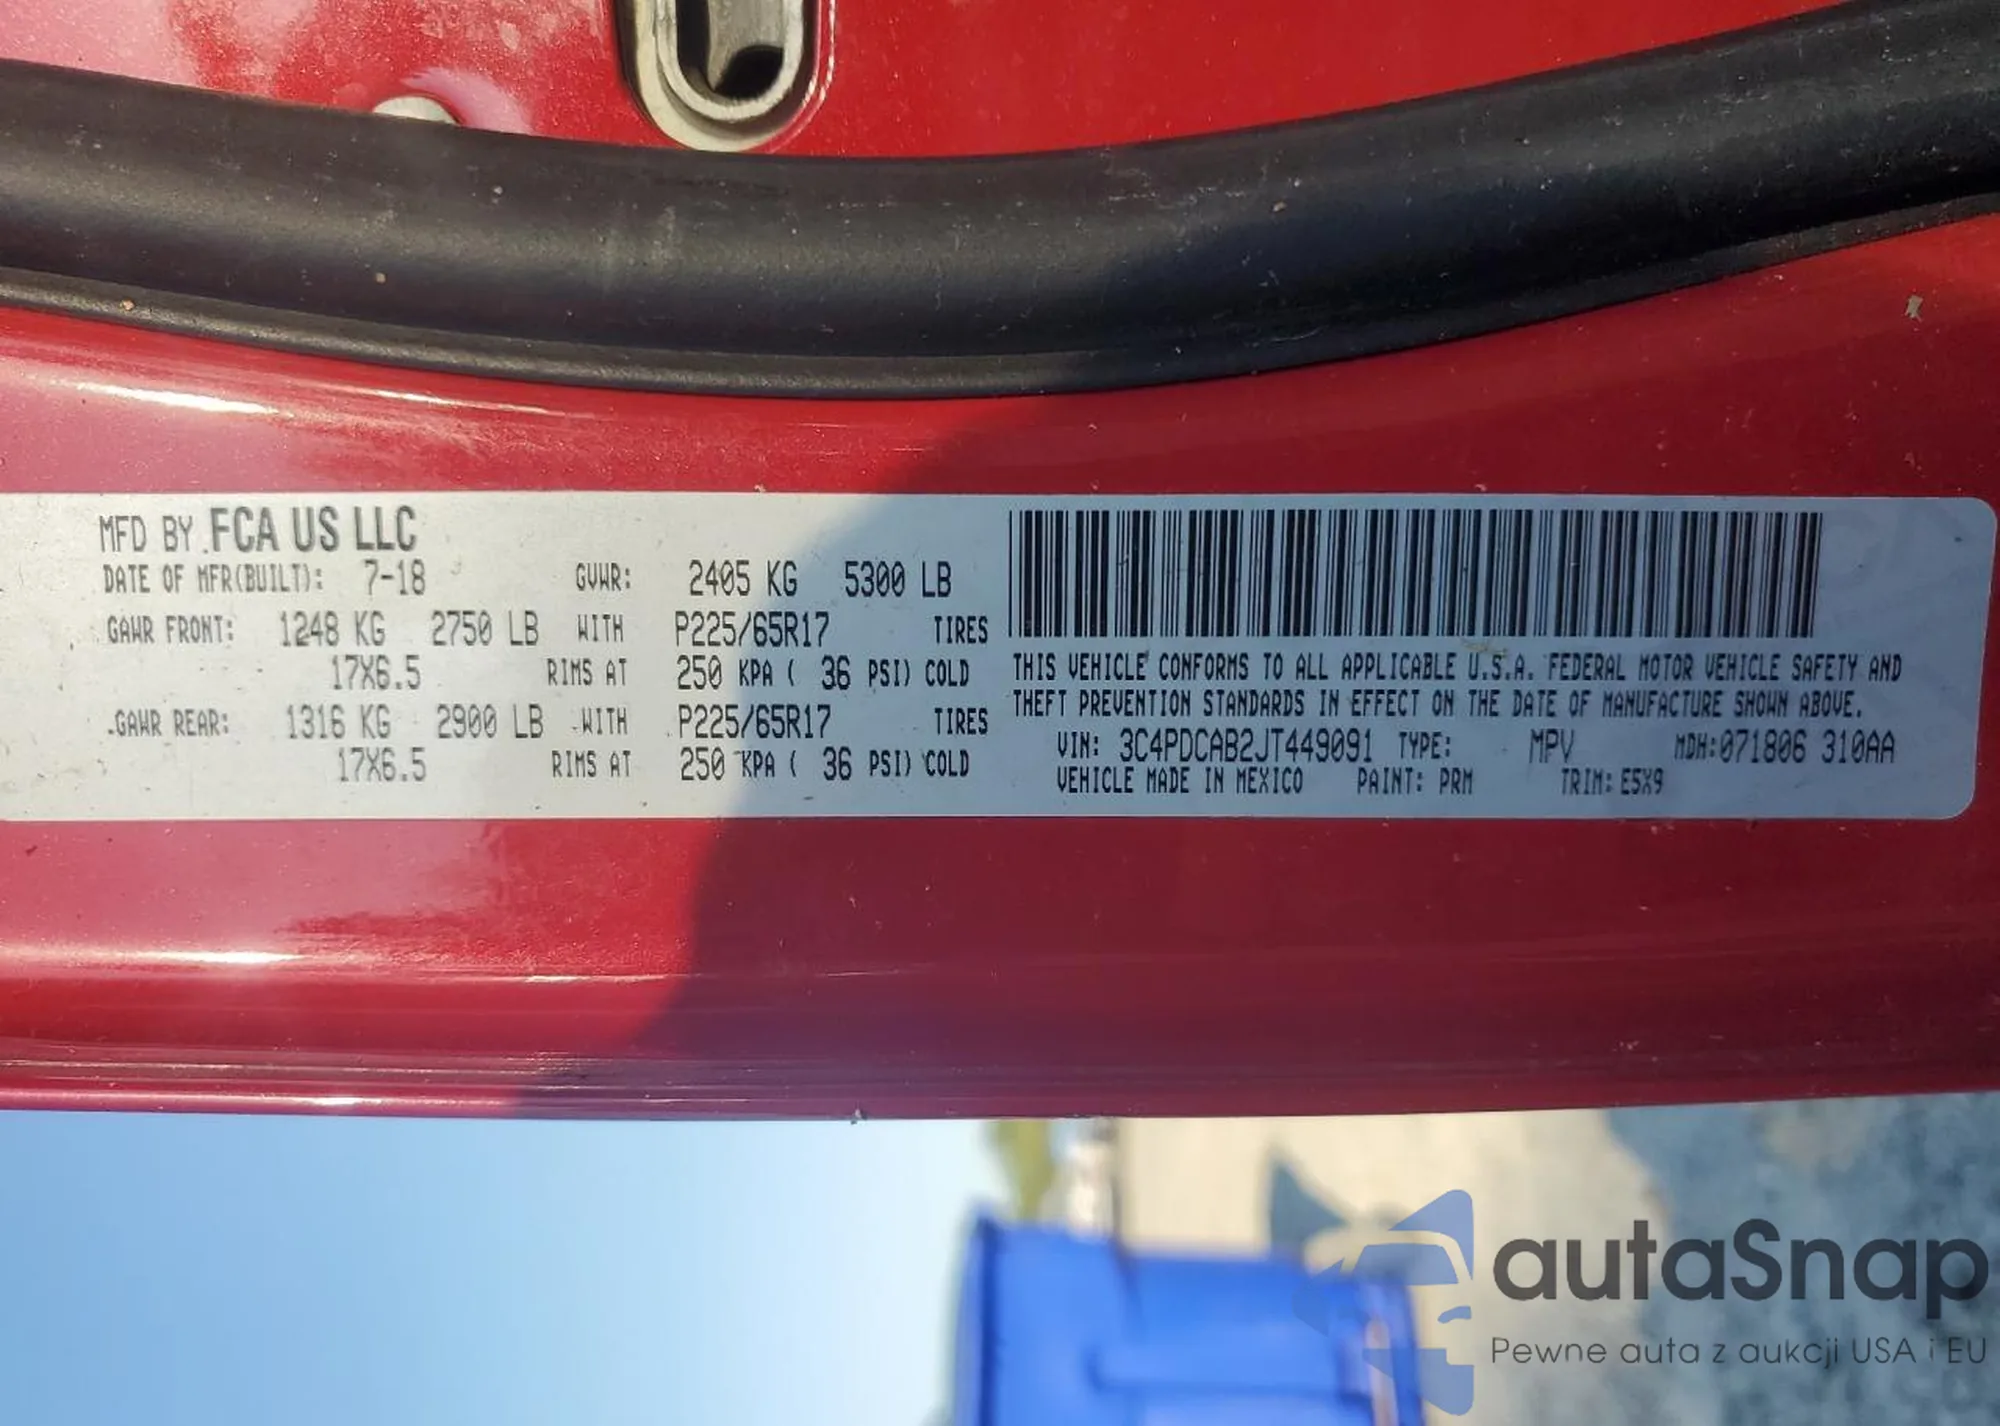 MFD BY FCA US LLC
DATE OF MFR(BUILT): 7-18 GVWR: 2405 KG 5300 LB
GAWR FRONT: 1248 KG 2750 LB WITH P225/65R17 TIRES
17X6.5 RIMS AT 250 KPA ( 36 PSI) COLD
GAWR REAR: 1316 KG 2900 LB WITH P225/65R17 TIRES
17X6.5 RIMS AT 250 KPA ( 36 PSI) COLD
THIS VEHICLE CONFORMS TO ALL APPLICABLE U.S.A. FEDERAL MOTOR VEHICLE SAFETY AND
THEFT PREVENTION STANDARDS IN EFFECT ON THE DATE OF MANUFACTURE SHOWN ABOVE.
VIN: 3C4PDCAB2JT449091 TYPE: MPV MDH:071806 310AA
VEHICLE MADE IN MEXICO PAINT: PRM TRIM: E5X9
autaSnap
Pewne auta z aukcji USA i EU